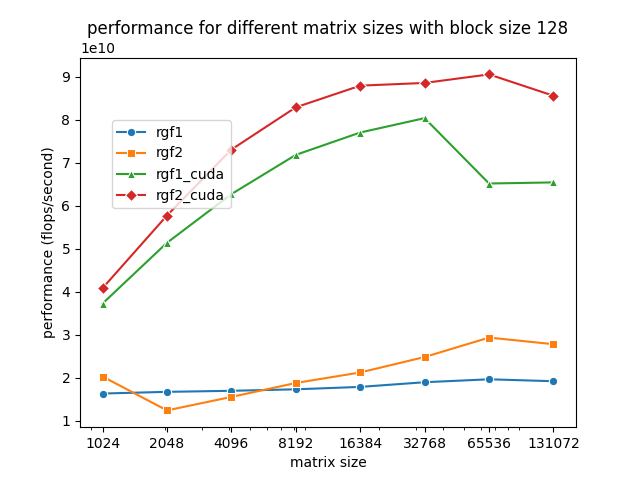 performance for different matrix sizes with block size 128
1e10
9
8
7
6
5
4
3
2
1
performance (flops/second)
rgf1
rgf2
rgf1_cuda
rgf2_cuda
1024 2048 4096 8192 16384 32768 65536 131072
matrix size